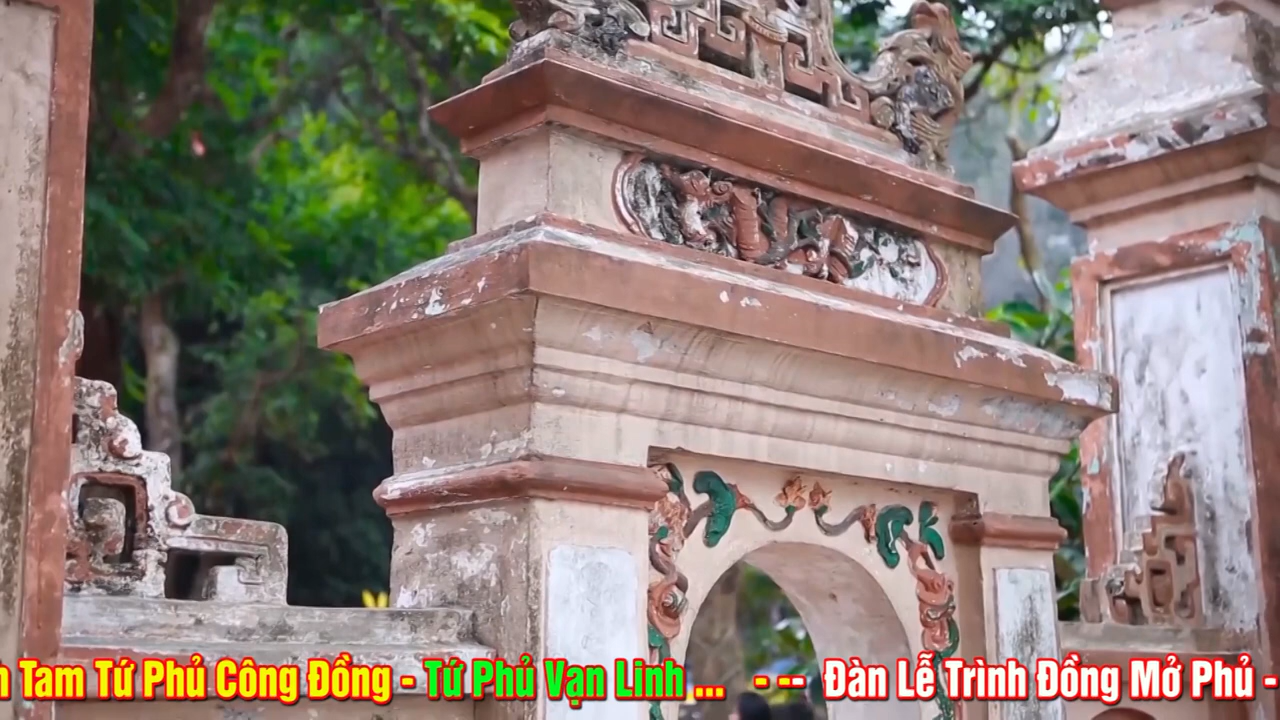 Tam Tứ Phủ Công Đồng - Tứ Phủ Vạn Linh ... - -- Đàn Lễ Trình Đồng Mở Phủ -